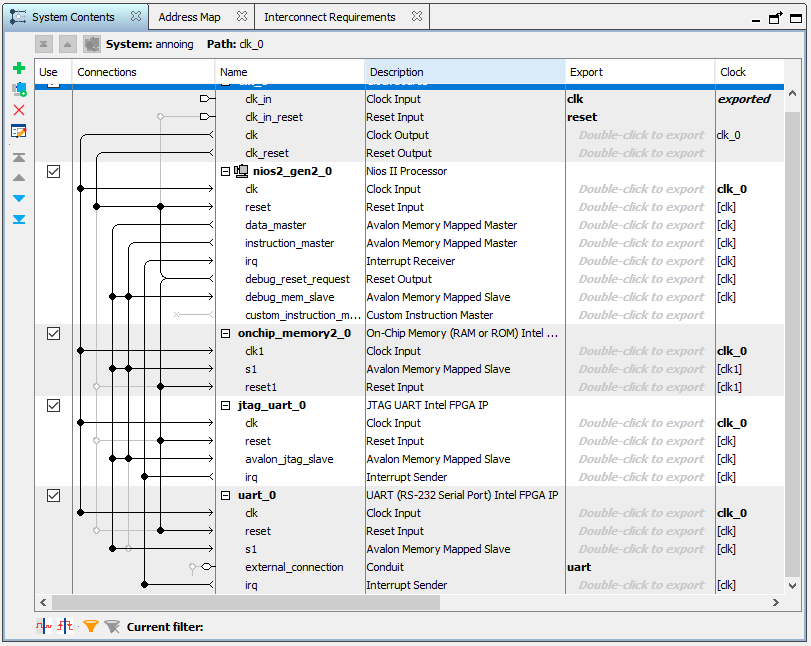 System Contents Address Map Interconnect Requirements
System: annoing Path: clk_0
Use Connections Name Description Export Clock
clk_in Clock Input clk exported
clk_in_reset Reset Input reset
clk Clock Output Double-click to export clk_0
clk_reset Reset Output Double-click to export
nios2_gen2_0 Nios II Processor
clk Clock Input Double-click to export clk_0
reset Reset Input Double-click to export [clk]
data_master Avalon Memory Mapped Master Double-click to export [clk]
instruction_master Avalon Memory Mapped Master Double-click to export [clk]
irq Interrupt Receiver Double-click to export [clk]
debug_reset_request Reset Output Double-click to export [clk]
debug_mem_slave Avalon Memory Mapped Slave Double-click to export [clk]
custom_instruction_m... Custom Instruction Master Double-click to export
onchip_memory2_0 On-Chip Memory (RAM or ROM) Intel ...
clk1 Clock Input Double-click to export clk_0
s1 Avalon Memory Mapped Slave Double-click to export [clk1]
reset1 Reset Input Double-click to export [clk1]
jtag_uart_0 JTAG UART Intel FPGA IP
clk Clock Input Double-click to export clk_0
reset Reset Input Double-click to export [clk]
avalon_jtag_slave Avalon Memory Mapped Slave Double-click to export [clk]
irq Interrupt Sender Double-click to export [clk]
uart_0 UART (RS-232 Serial Port) Intel FPGA IP
clk Clock Input Double-click to export clk_0
reset Reset Input Double-click to export [clk]
s1 Avalon Memory Mapped Slave Double-click to export [clk]
external_connection Conduit uart
irq Interrupt Sender Double-click to export [clk]
Current filter: